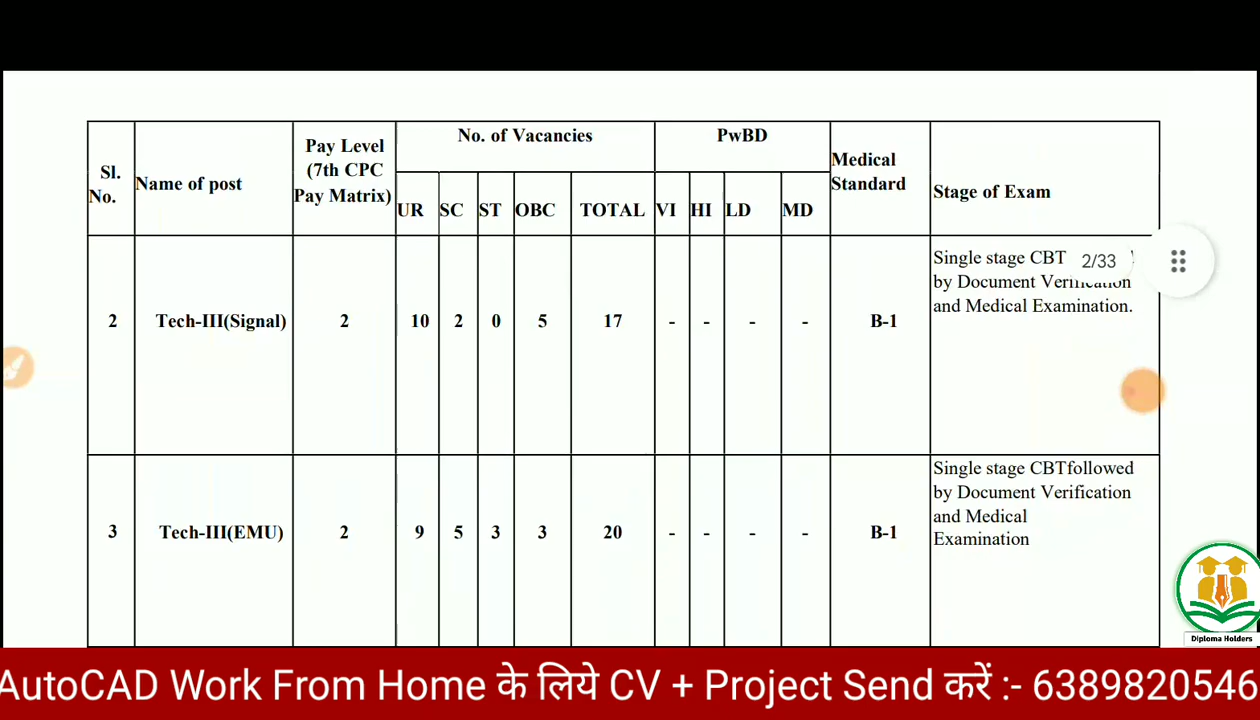 No. of Vacancies PwBD
Pay Level
(7th CPC
Pay Matrix)
Sl.
No.
Name of post
Medical
Standard
Stage of Exam
UR SC ST OBC TOTAL VI HI LD MD
Single stage CBT
by Document Verification
and Medical Examination.
2/33
2 Tech-III(Signal) 2 10 2 0 5 17 - - - - B-1
Single stage CBTfollowed
by Document Verification
and Medical
Examination
3 Tech-III(EMU) 2 9 5 3 3 20 - - - - B-1
Diploma Holders
AutoCAD Work From Home के लिये CV + Project Send करें :- 6389820546